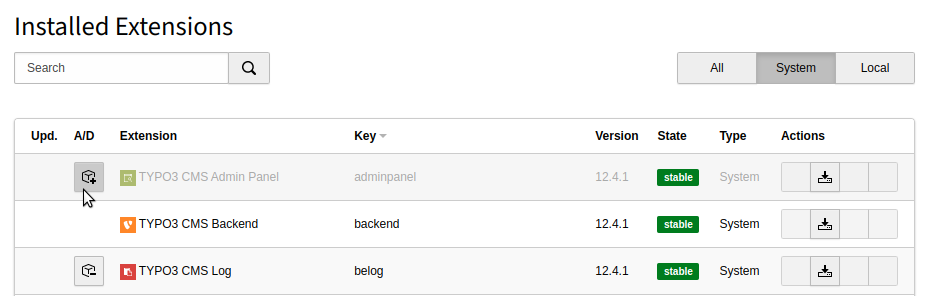 Installed Extensions
Search
All System Local
Upd. A/D Extension Key Version State Type Actions
TYPO3 CMS Admin Panel adminpanel 12.4.1 stable System
TYPO3 CMS Backend backend 12.4.1 stable System
TYPO3 CMS Log belog 12.4.1 stable System